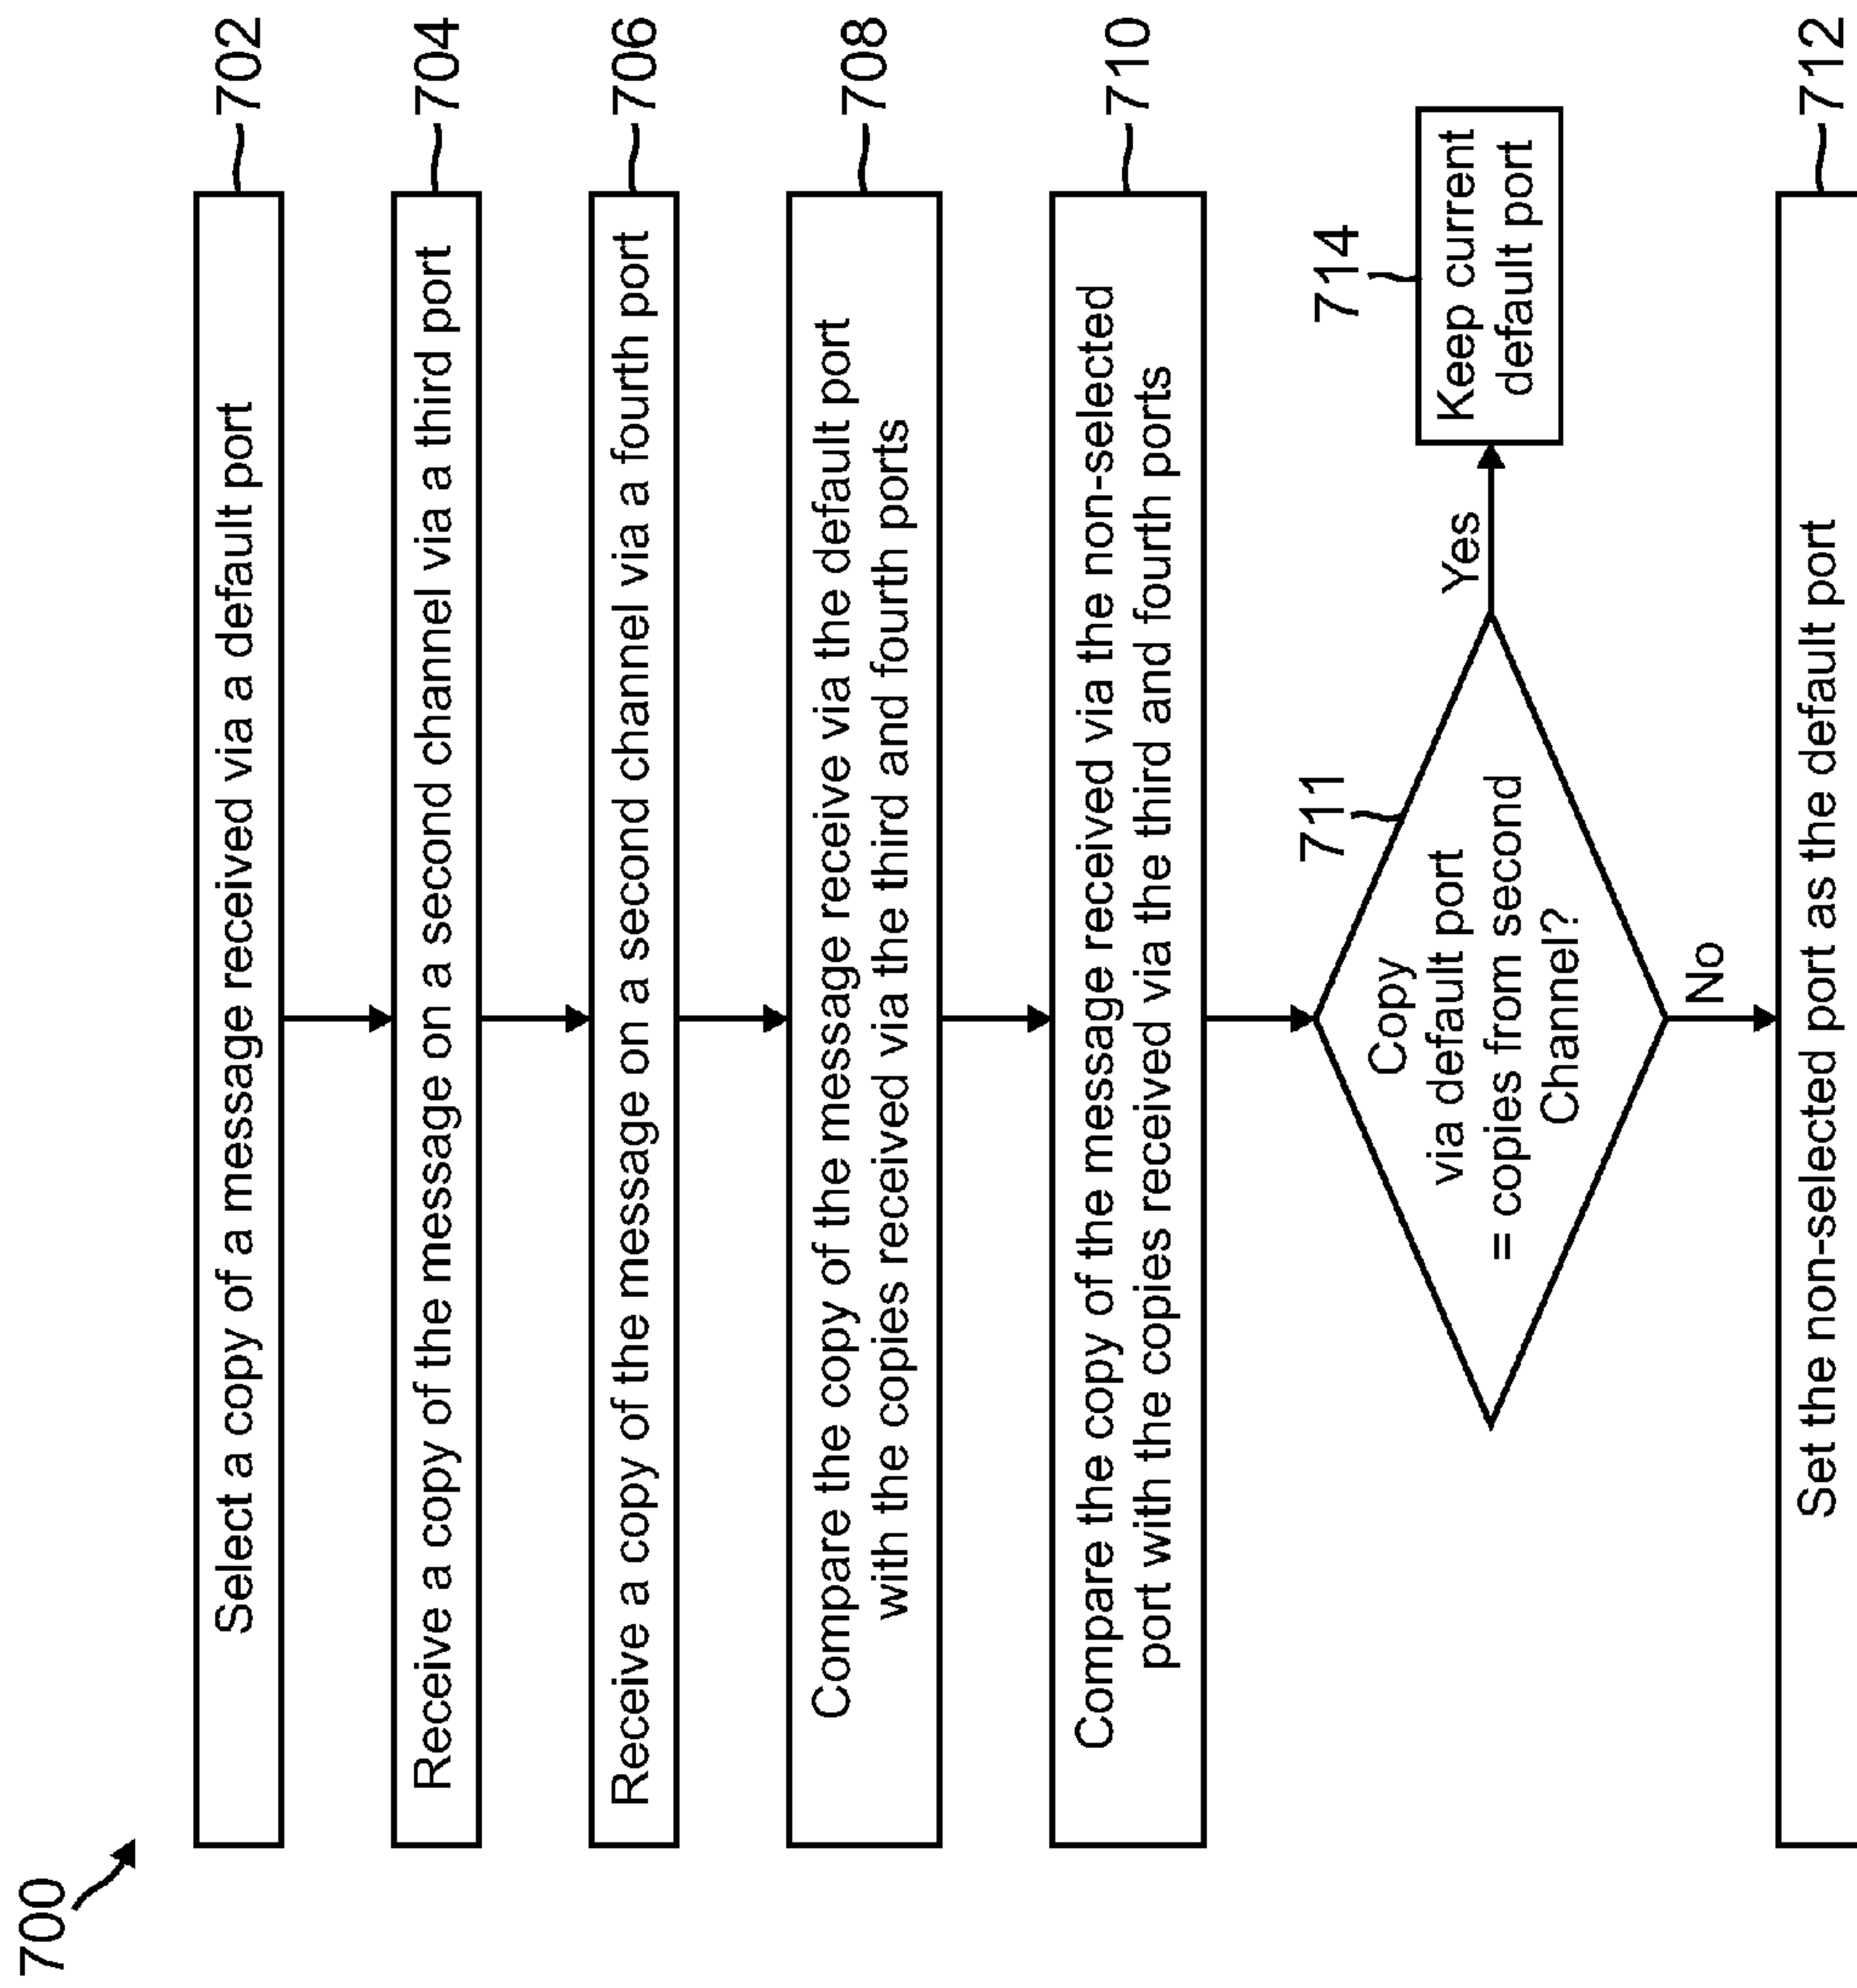 700
Select a copy of a message received via a default port
702
Receive a copy of the message on a second channel via a third port
704
Receive a copy of the message on a second channel via a fourth port
706
Compare the copy of the message receive via the default port
with the copies received via the third and fourth ports
708
Compare the copy of the message received via the non-selected
port with the copies received via the third and fourth ports
710
711
Copy
via default port
= copies from second
Channel?
Yes
714
Keep current
default port
No
Set the non-selected port as the default port
712